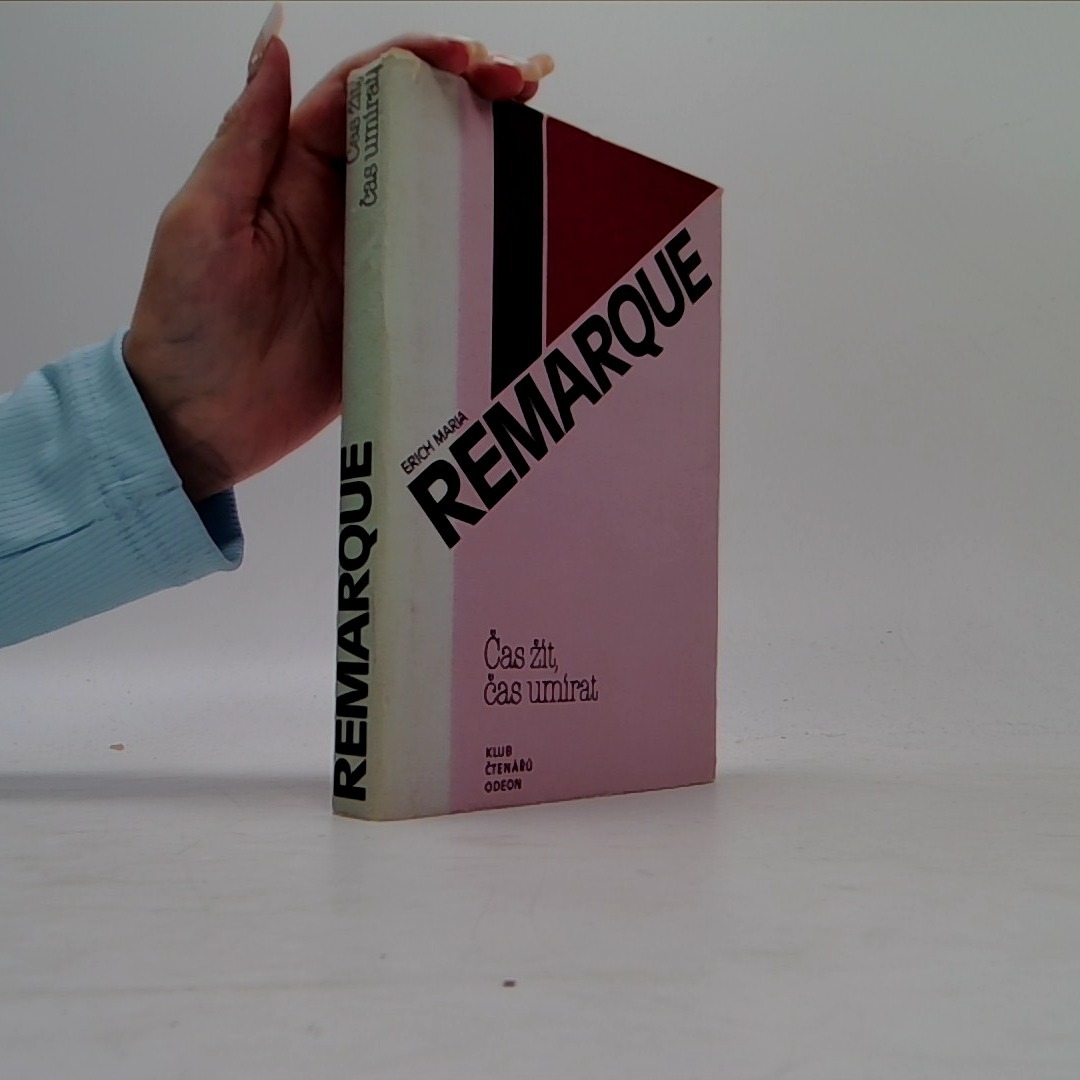 Čas žít,
čas umírat
REMARQUE
ERICH MARIA
REMARQUE
Čas žít,
čas umírat
KLUB
ČTENÁŘŮ
ODEON